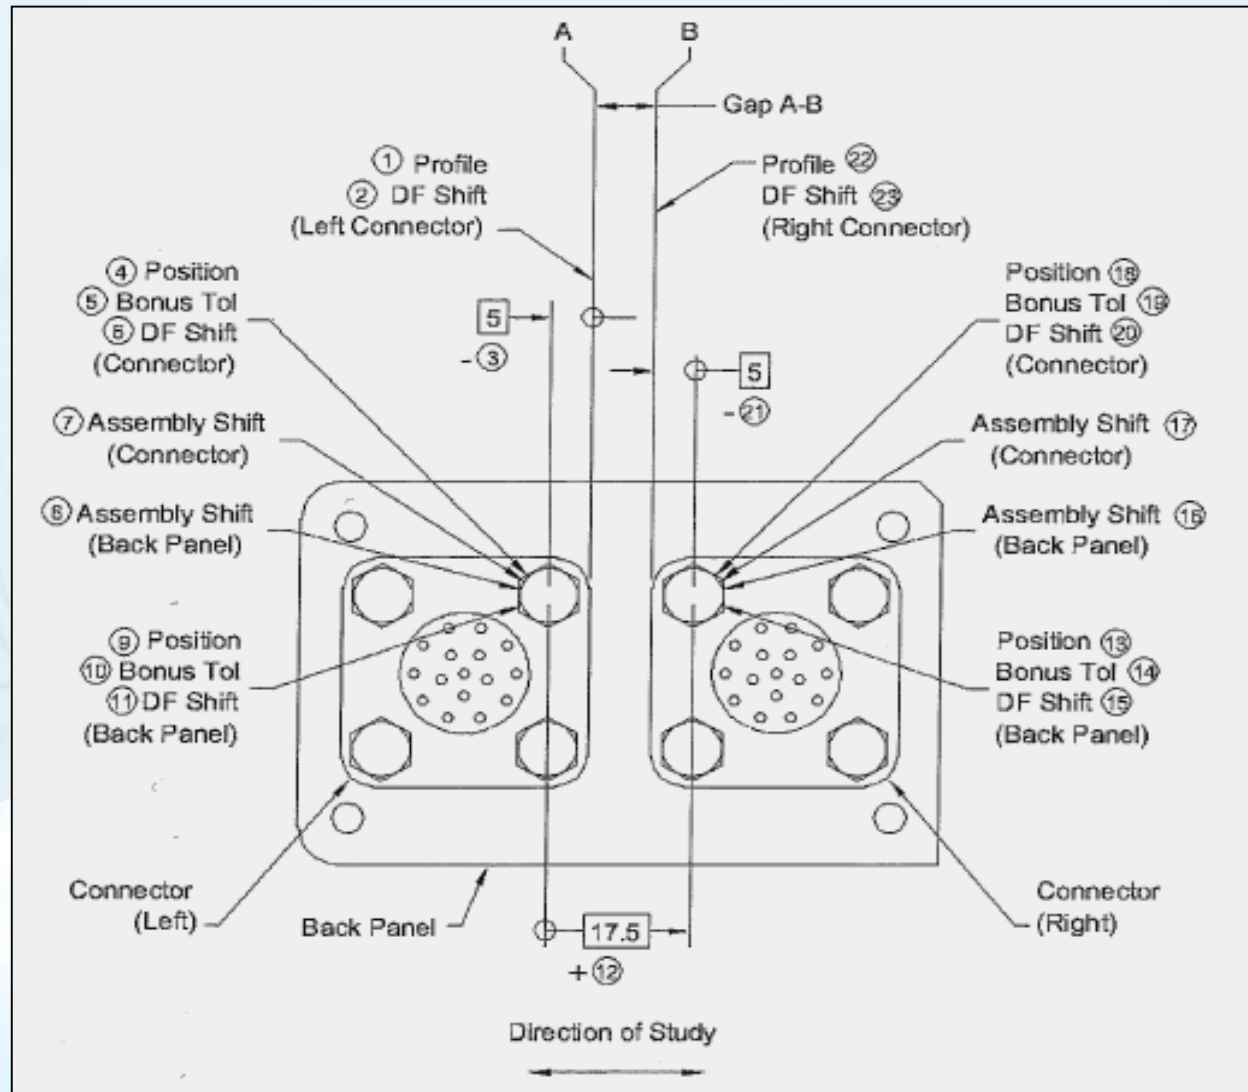 A
B
Gap A-B
① Profile
② DF Shift
(Left Connector)
Profile ㉒
DF Shift ㉓
(Right Connector)
④ Position
⑤ Bonus Tol
⑥ DF Shift
(Connector)
5
- ③
5
- ㉑
Position ⑱
Bonus Tol ⑲
DF Shift ⑳
(Connector)
⑦ Assembly Shift
(Connector)
Assembly Shift ⑰
(Connector)
⑧ Assembly Shift
(Back Panel)
Assembly Shift ⑯
(Back Panel)
⑨ Position
⑩ Bonus Tol
⑪ DF Shift
(Back Panel)
Position ⑬
Bonus Tol ⑭
DF Shift ⑮
(Back Panel)
Connector
(Left)
Back Panel
17.5
+ ⑫
Connector
(Right)
Direction of Study